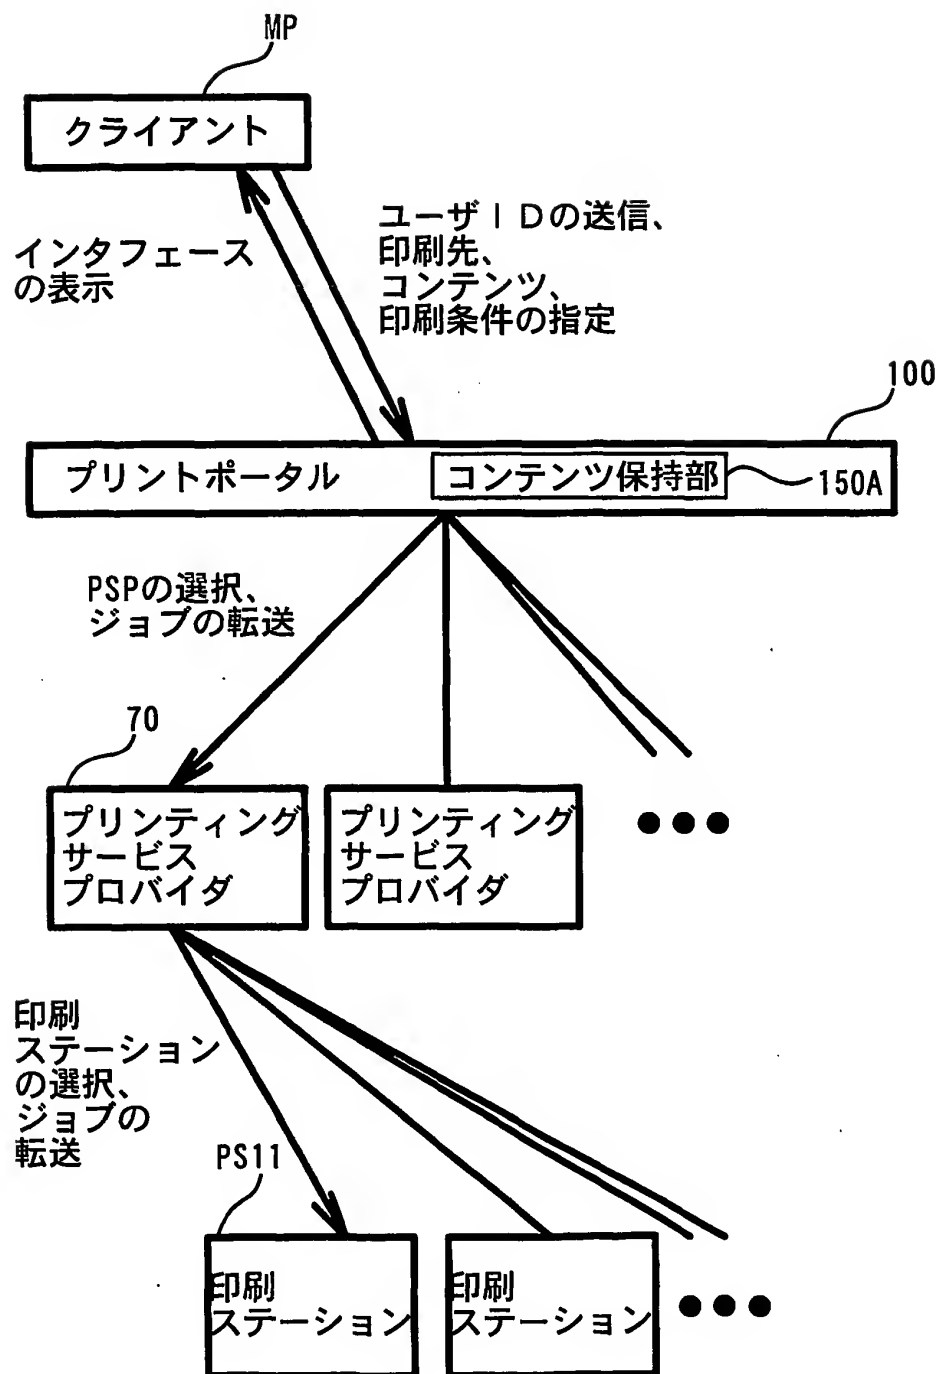 MP
クライアント
インタフェース
の表示
ユーザIDの送信、
印刷先、
コンテンツ、
印刷条件の指定
100
プリントポータル
コンテンツ保持部
150A
PSPの選択、
ジョブの転送
70
プリンティング
サービス
プロバイダ
プリンティング
サービス
プロバイダ
印刷
ステーション
の選択、
ジョブの
転送
PS11
印刷
ステーション
印刷
ステーション